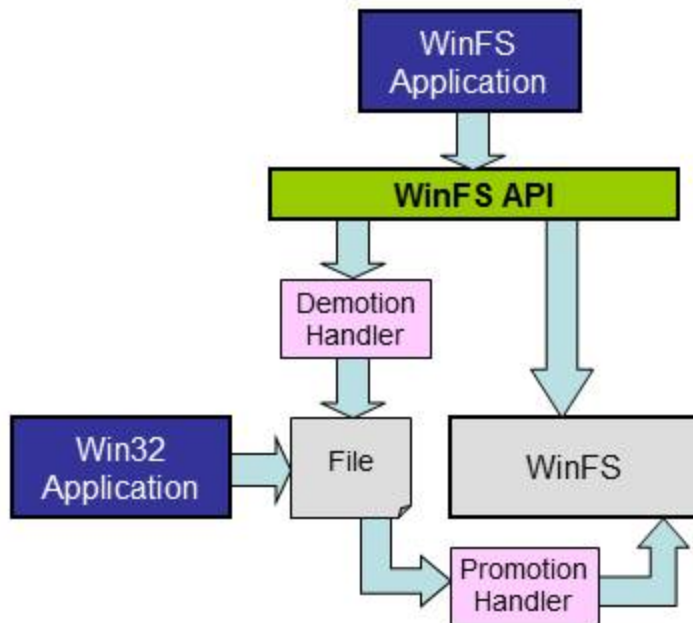 WinFS
Application
WinFS API
Demotion
Handler
Win32
Application
File
WinFS
Promotion
Handler